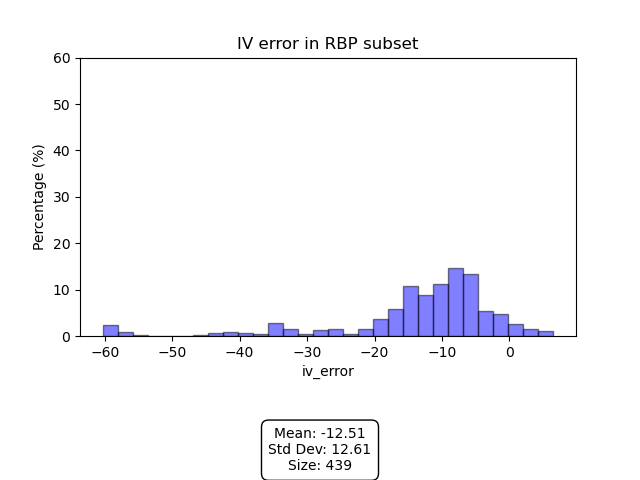 IV error in RBP subset
60
50
40
30
20
10
0
Percentage (%)
−60 −50 −40 −30 −20 −10 0
iv_error
Mean: -12.51
Std Dev: 12.61
Size: 439